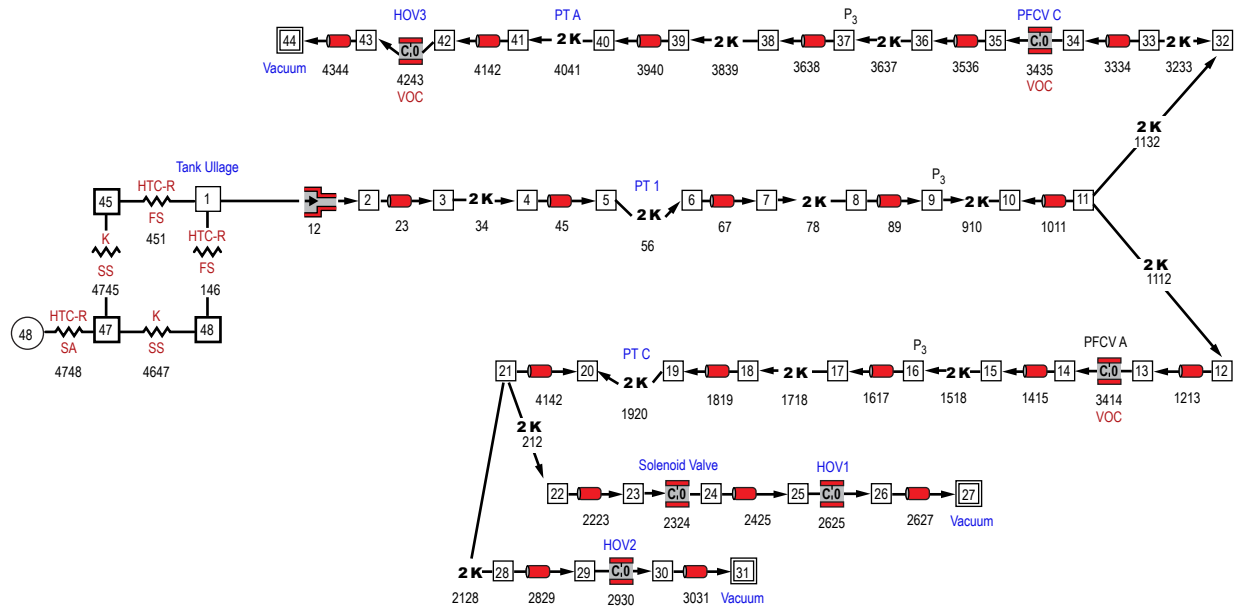 HOV3 PT A P3 PFCV C
44 43 C,0 42 41 2K 40 39 2K 38 37 2K 36 35 C,0 34 33 2K 32
Vacuum 4344 4243 4142 4041 3940 3839 3638 3637 3536 3435 3334 3233
VOC VOC
2K
1132
Tank Ullage
HTC-R PT 1 P3
45 1 2 3 2K 4 5 2K 6 7 2K 8 9 2K 10 11
FS
451 12 23 34 45 56 67 78 89 910 1011
K HTC-R
SS FS
4745 146
2K
1112
HTC-R K
48 47 48
SA SS
4748 4647
PT C P3 PFCV A
21 20 2K 19 18 2K 17 16 2K 15 14 C,0 13 12
4142 1920 1819 1718 1617 1518 1415 3414 1213
VOC
2K
212
Solenoid Valve HOV1
22 23 C,0 24 25 C,0 26 27
2223 2324 2425 2625 2627 Vacuum
HOV2
2K 28 29 C,0 30 31
2128 2829 2930 3031 Vacuum